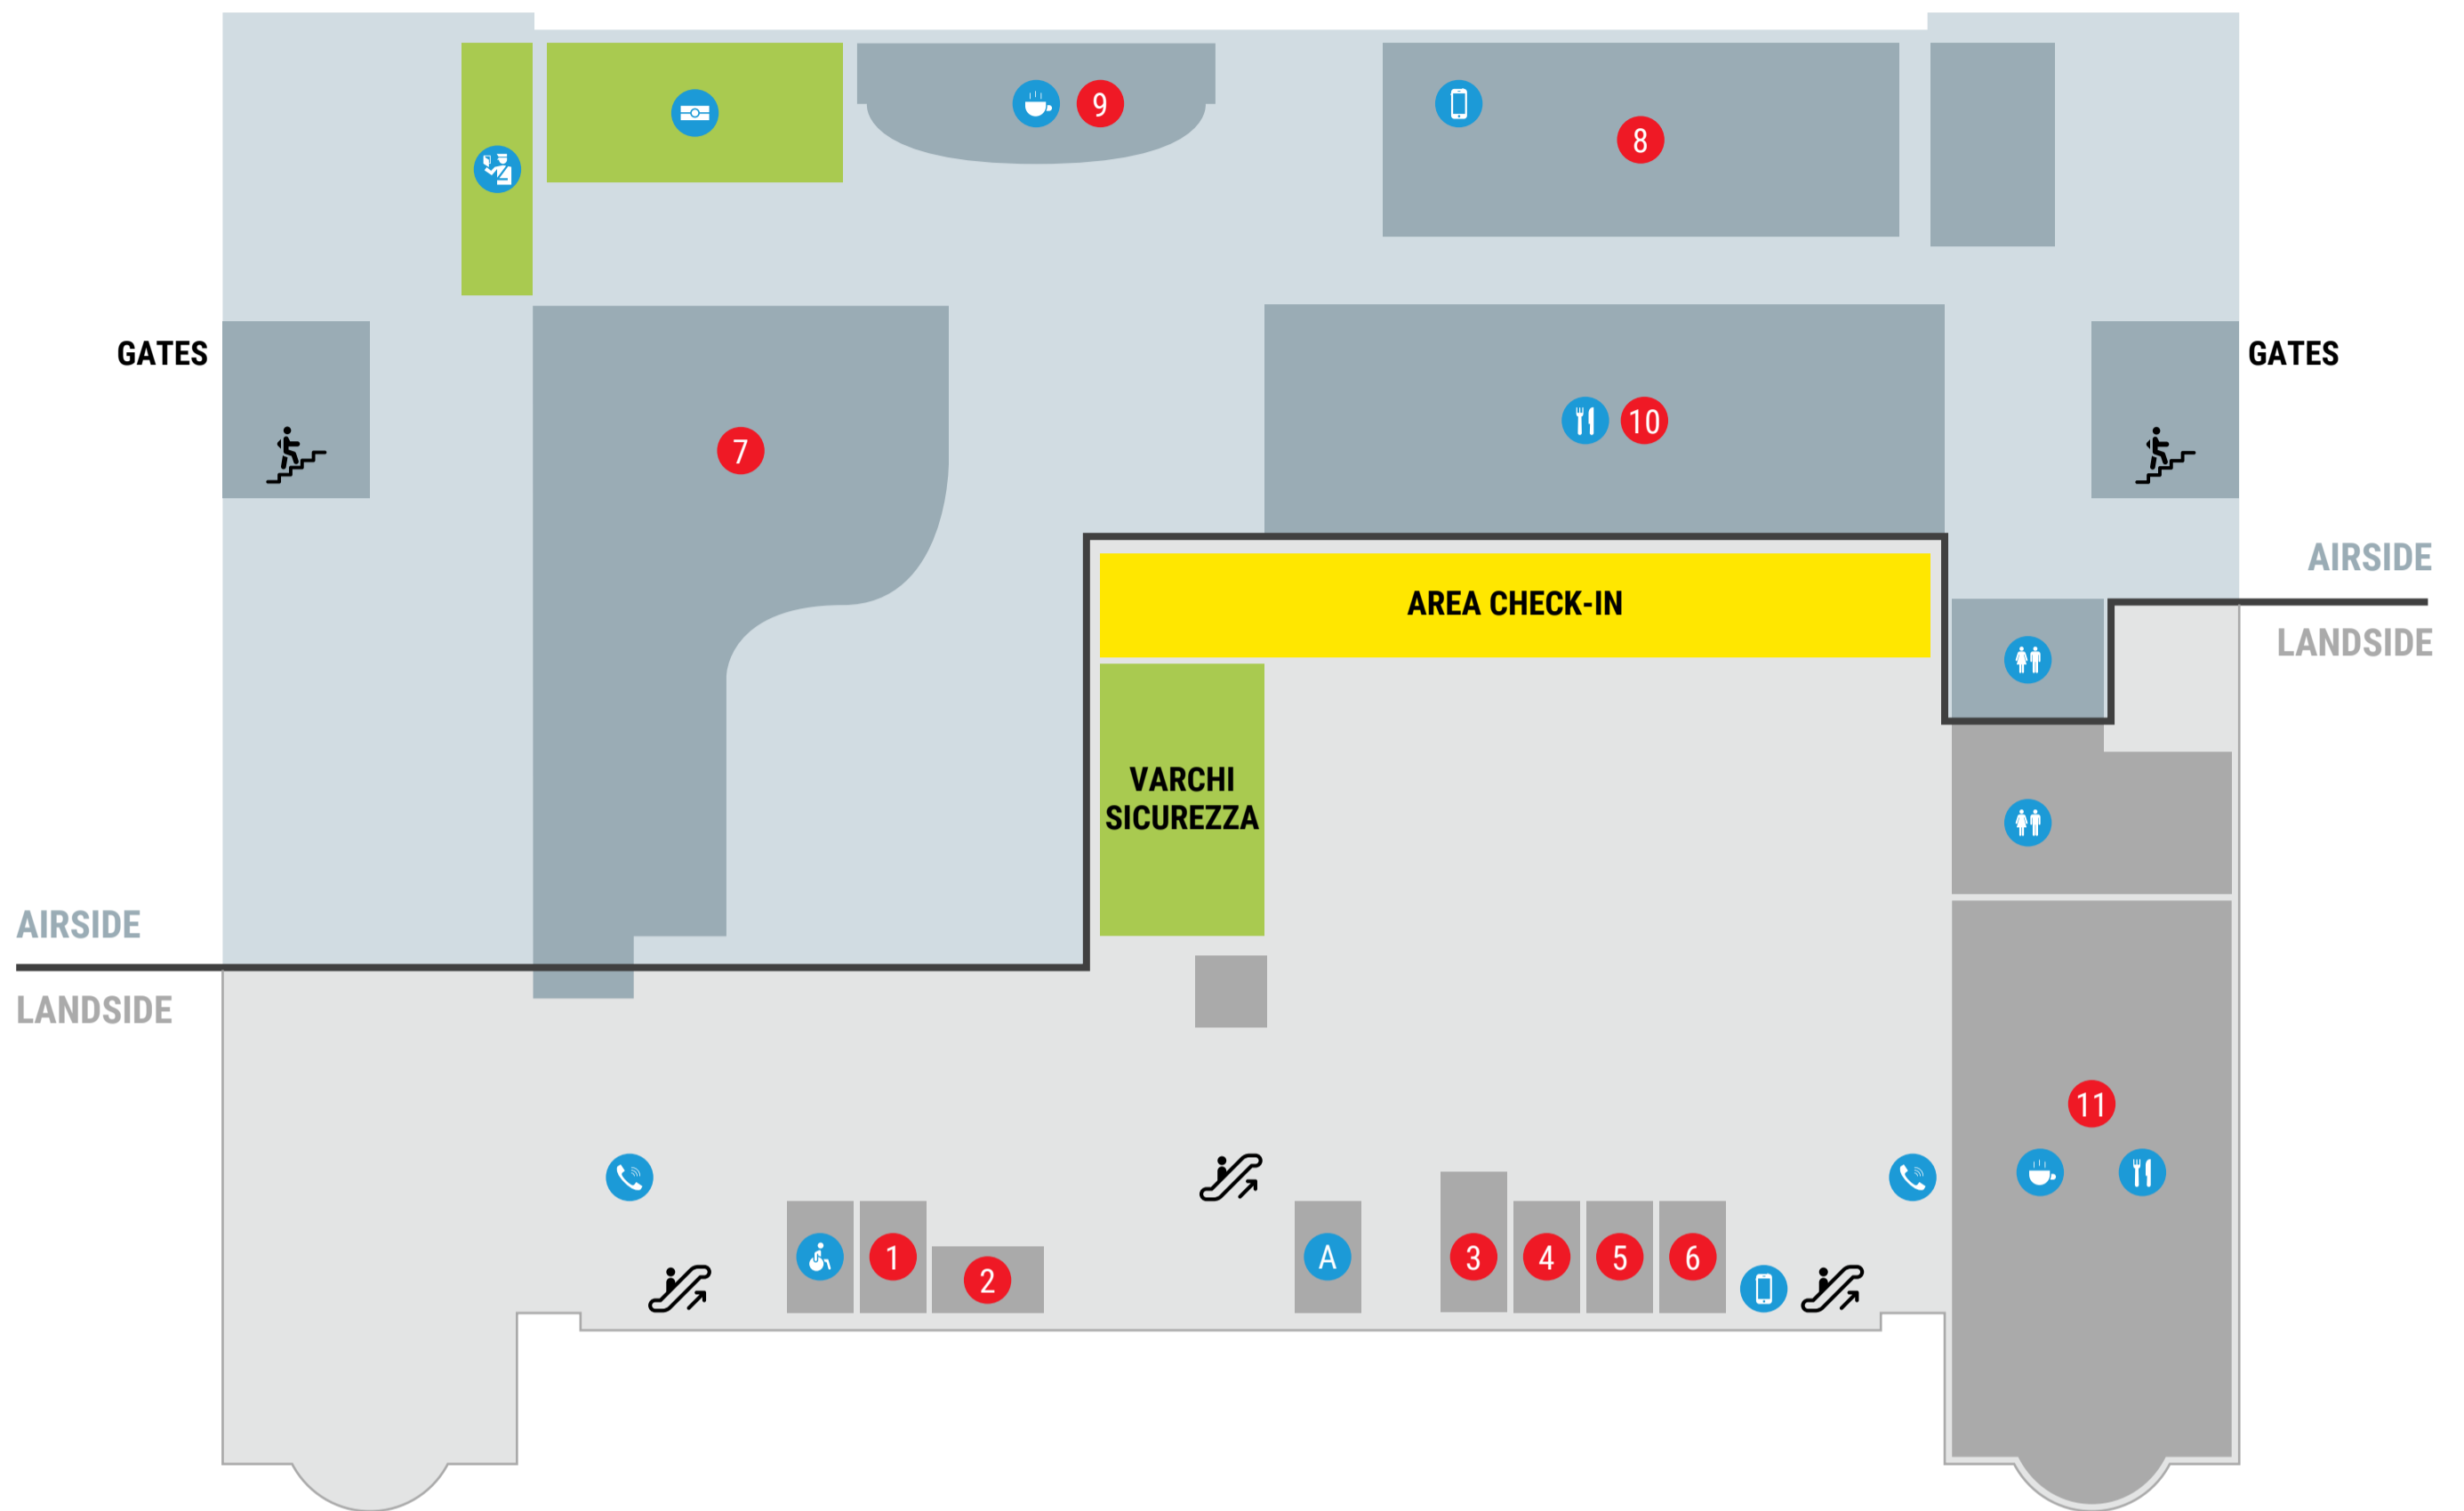 9
8
GATES
GATES
7
10
AIRSIDE
AREA CHECK-IN
LANDSIDE
VARCHI
SICUREZZA
AIRSIDE
LANDSIDE
11
1
2
A
3
4
5
6